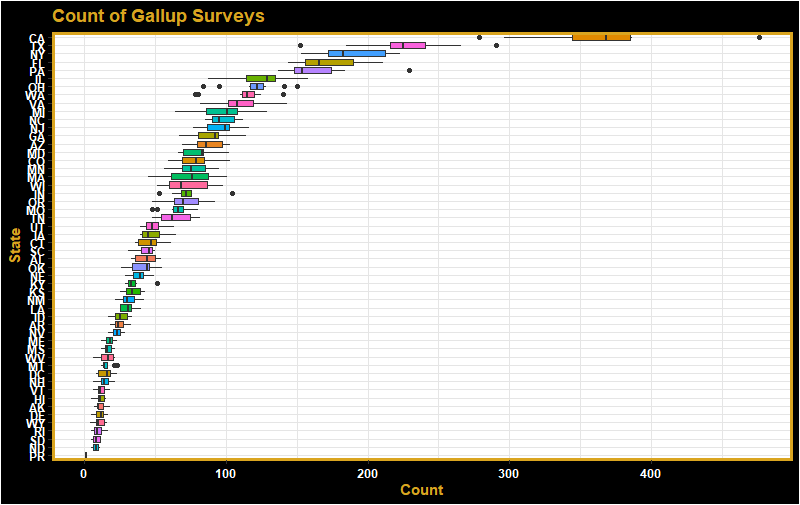 Count of Gallup Surveys
CA
TX
NY
FL
PA
IL
OH
WA
VA
MI
NC
NJ
GA
AZ
MD
CO
MN
MA
WI
IN
OR
MO
TN
UT
IA
CT
SC
AL
OK
NE
KY
KS
NM
LA
ID
AR
NV
ME
MS
WV
MT
DC
NH
VT
HI
AK
DE
WY
RI
SD
ND
PR
State
0 100 200 300 400
Count